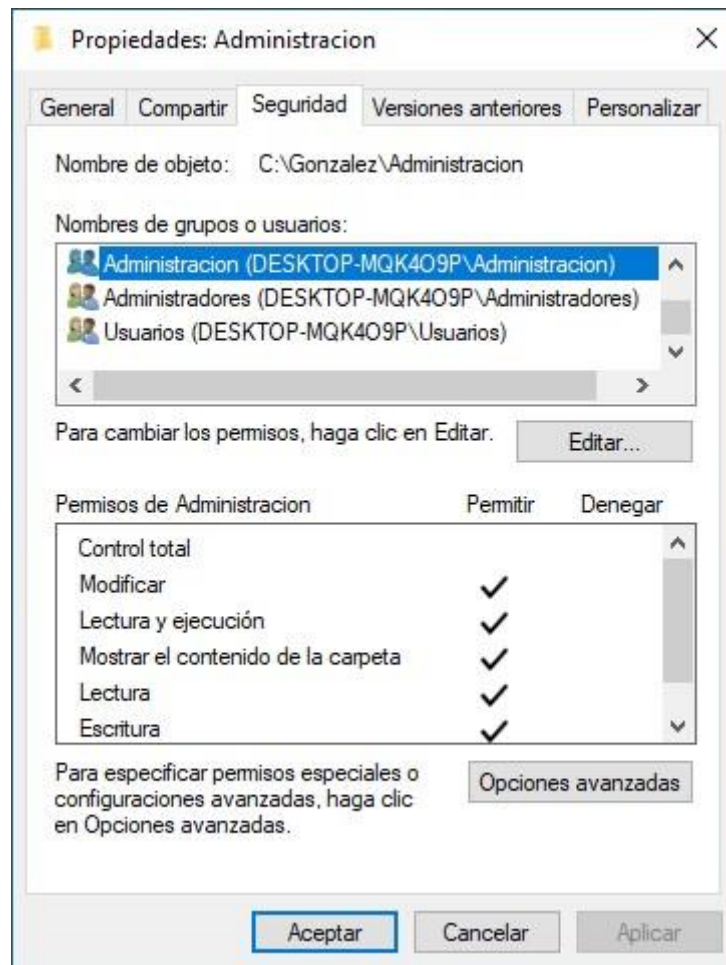 Propiedades: Administracion
General Compartir Seguridad Versiones anteriores Personalizar
Nombre de objeto: C:\Gonzalez\Administracion
Nombres de grupos o usuarios:
Administracion (DESKTOP-MQK4O9P\Administracion)
Administradores (DESKTOP-MQK4O9P\Administradores)
Usuarios (DESKTOP-MQK4O9P\Usuarios)
Para cambiar los permisos, haga clic en Editar. Editar...
Permisos de Administracion Permitir Denegar
Control total
Modificar
Lectura y ejecución
Mostrar el contenido de la carpeta
Lectura
Escritura
Para especificar permisos especiales o
configuraciones avanzadas, haga clic
en Opciones avanzadas.
Opciones avanzadas
Aceptar Cancelar Aplicar